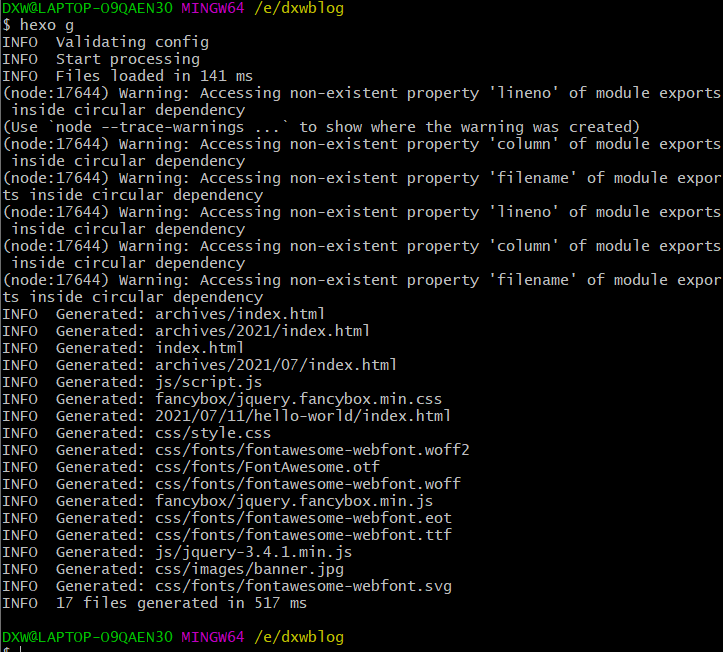 DXW@LAPTOP-O9QAEN30 MINGW64 /e/dxwblog
$ hexo g
INFO  Validating config
INFO  Start processing
INFO  Files loaded in 141 ms
(node:17644) Warning: Accessing non-existent property 'lineno' of module exports
 inside circular dependency
(Use `node --trace-warnings ...` to show where the warning was created)
(node:17644) Warning: Accessing non-existent property 'column' of module exports
 inside circular dependency
(node:17644) Warning: Accessing non-existent property 'filename' of module expor
ts inside circular dependency
(node:17644) Warning: Accessing non-existent property 'lineno' of module exports
 inside circular dependency
(node:17644) Warning: Accessing non-existent property 'column' of module exports
 inside circular dependency
(node:17644) Warning: Accessing non-existent property 'filename' of module expor
ts inside circular dependency
INFO  Generated: archives/index.html
INFO  Generated: archives/2021/index.html
INFO  Generated: index.html
INFO  Generated: archives/2021/07/index.html
INFO  Generated: js/script.js
INFO  Generated: fancybox/jquery.fancybox.min.css
INFO  Generated: 2021/07/11/hello-world/index.html
INFO  Generated: css/style.css
INFO  Generated: css/fonts/fontawesome-webfont.woff2
INFO  Generated: css/fonts/FontAwesome.otf
INFO  Generated: css/fonts/fontawesome-webfont.woff
INFO  Generated: fancybox/jquery.fancybox.min.js
INFO  Generated: css/fonts/fontawesome-webfont.eot
INFO  Generated: css/fonts/fontawesome-webfont.ttf
INFO  Generated: js/jquery-3.4.1.min.js
INFO  Generated: css/images/banner.jpg
INFO  Generated: css/fonts/fontawesome-webfont.svg
INFO  17 files generated in 517 ms
DXW@LAPTOP-O9QAEN30 MINGW64 /e/dxwblog
$